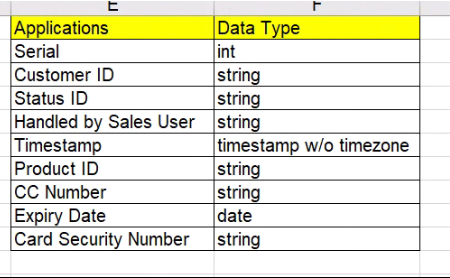 E F
Applications Data Type
Serial int
Customer ID string
Status ID string
Handled by Sales User string
Timestamp timestamp w/o timezone
Product ID string
CC Number string
Expiry Date date
Card Security Number string